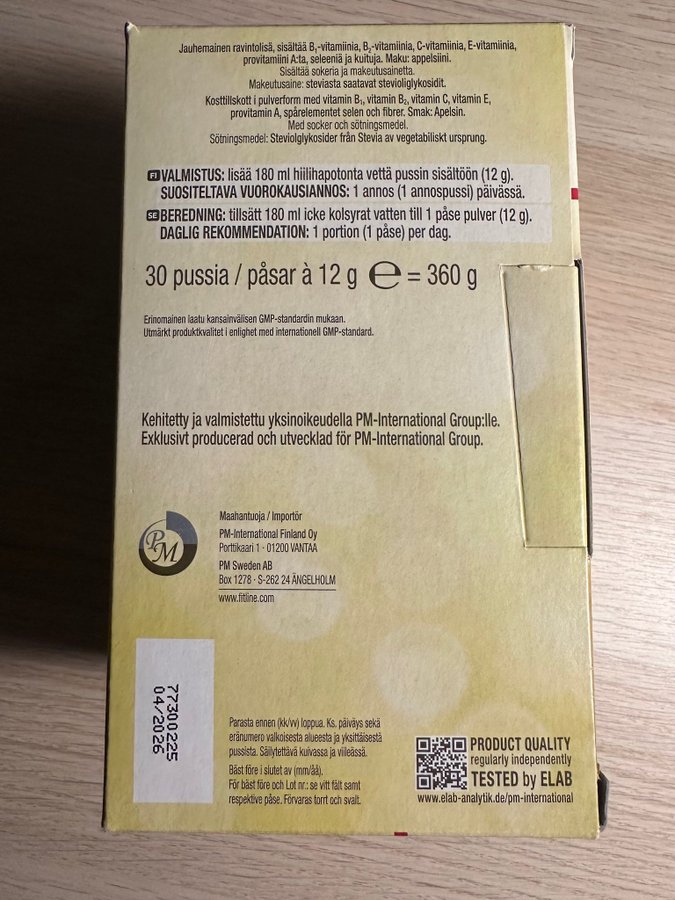 Jauhemainen ravintolisä, sisältää B₁-vitamiinia, B₂-vitamiinia, C-vitamiinia, E-vitamiinia,
provitamiini A:ta, seleeniä ja kuituja. Maku: appelsiini.
Sisältää sokeria ja makeutusainetta.
Makeutusaine: steviasta saatavat stevioliglykosidit.
Kosttillskott i pulverform med vitamin B₁, vitamin B₂, vitamin C, vitamin E,
provitamin A, spårelementet selen och fibrer. Smak: Apelsin.
Med socker och sötningsmedel.
Sötningsmedel: Steviolglykosider från Stevia av vegetabiliskt ursprung.
FI VALMISTUS: lisää 180 ml hiilihapotonta vettä pussin sisältöön (12 g).
SUOSITELTAVA VUOROKAUSIANNOS: 1 annos (1 annospussi) päivässä.
SE BEREDNING: tillsätt 180 ml icke kolsyrat vatten till 1 påse pulver (12 g).
DAGLIG REKOMMENDATION: 1 portion (1 påse) per dag.
30 pussia / påsar à 12 g ℮ = 360 g
Erinomainen laatu kansainvälisen GMP-standardin mukaan.
Utmärkt produktkvalitet i enlighet med internationell GMP-standard.
Kehitetty ja valmistettu yksinoikeudella PM-International Group:lle.
Exklusivt producerad och utvecklad för PM-International Group.
PM
Maahantuoja / Importör
PM-International Finland Oy
Porttikaari 1 · 01200 VANTAA
PM Sweden AB
Box 1278 · S-262 24 ÄNGELHOLM
www.fitline.com
77300225
04/2026
Parasta ennen (kk/vv) loppua. Ks. päiväys sekä
eränumero valkoisesta alueesta ja yksittäisestä
pussista. Säilytettävä kuivassa ja viileässä.
Bäst före i slutet av (mm/åå).
För bäst före och Lot nr.: se vitt fält samt
respektive påse. Förvaras torrt och svalt.
PRODUCT QUALITY
regularly independently
TESTED by ELAB
www.elab-analytik.de/pm-international